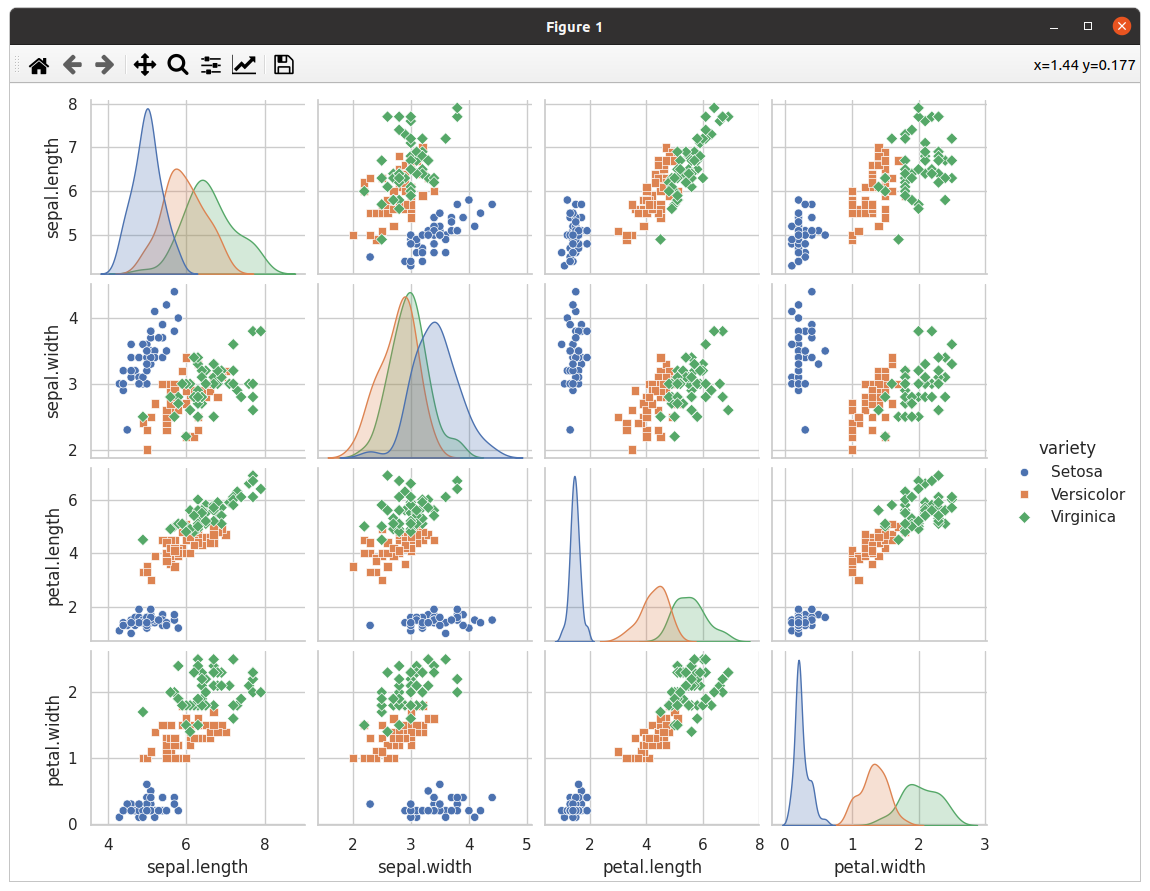 Figure 1
x=1.44 y=0.177
8
7
6
5
sepal.length
4
3
2
sepal.width
6
4
2
petal.length
2
1
0
petal.width
variety
Setosa
Versicolor
Virginica
4 6 8
2 3 4 5
2 4 6 8
0 1 2 3
sepal.length
sepal.width
petal.length
petal.width